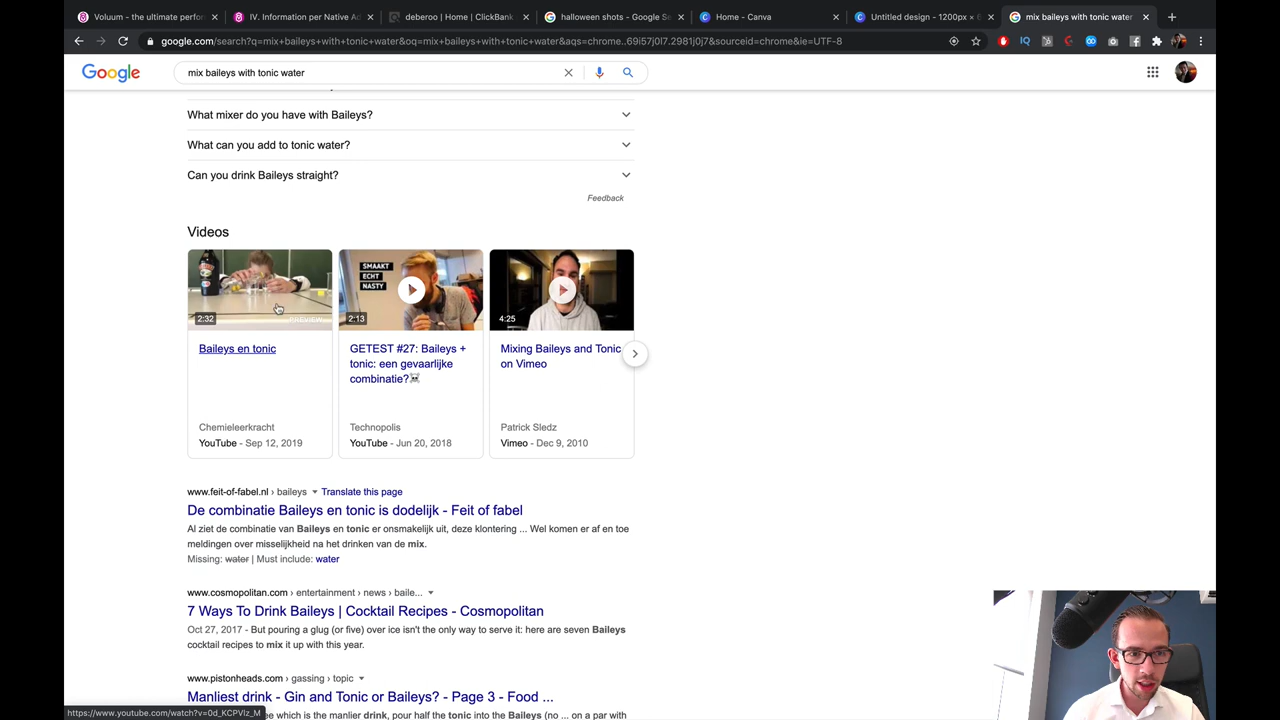 Voluum - the ultimate perfor
IV. Information per Native Ad
deberoo | Home | ClickBank
halloween shots - Google Se
Home - Canva
Untitled design - 1200px × 6
mix baileys with tonic water
google.com/search?q=mix+baileys+with+tonic+water&oq=mix+baileys+with+tonic+water&aqs=chrome..69i57j0l7.2981j0j7&sourceid=chrome&ie=UTF-8
Google
mix baileys with tonic water
What mixer do you have with Baileys?
What can you add to tonic water?
Can you drink Baileys straight?
Feedback
Videos
2:32
PREVIEW
SMAAKT
ECHT
NASTY
2:13
4:25
Baileys en tonic
Chemieleerkracht
YouTube - Sep 12, 2019
GETEST #27: Baileys +
tonic: een gevaarlijke
combinatie?☠
Technopolis
YouTube - Jun 20, 2018
Mixing Baileys and Tonic
on Vimeo
Patrick Sledz
Vimeo - Dec 9, 2010
www.feit-of-fabel.nl › baileys ▼ Translate this page
De combinatie Baileys en tonic is dodelijk - Feit of fabel
Al ziet de combinatie van Baileys en tonic er onsmakelijk uit, deze klontering ... Wel komen er af en toe
meldingen over misselijkheid na het drinken van de mix.
Missing: water | Must include: water
www.cosmopolitan.com › entertainment › news › baile... ▼
7 Ways To Drink Baileys | Cocktail Recipes - Cosmopolitan
Oct 27, 2017 - But pouring a glug (or five) over ice isn't the only way to serve it: here are seven Baileys
cocktail recipes to mix it up with this year.
www.pistonheads.com › gassing › topic ▼
Manliest drink - Gin and Tonic or Baileys? - Page 3 - Food ...
ee which is the manlier drink, pour half the tonic into the Baileys (no ... on a par with
https://www.youtube.com/watch?v=0d_KCPVIz_M